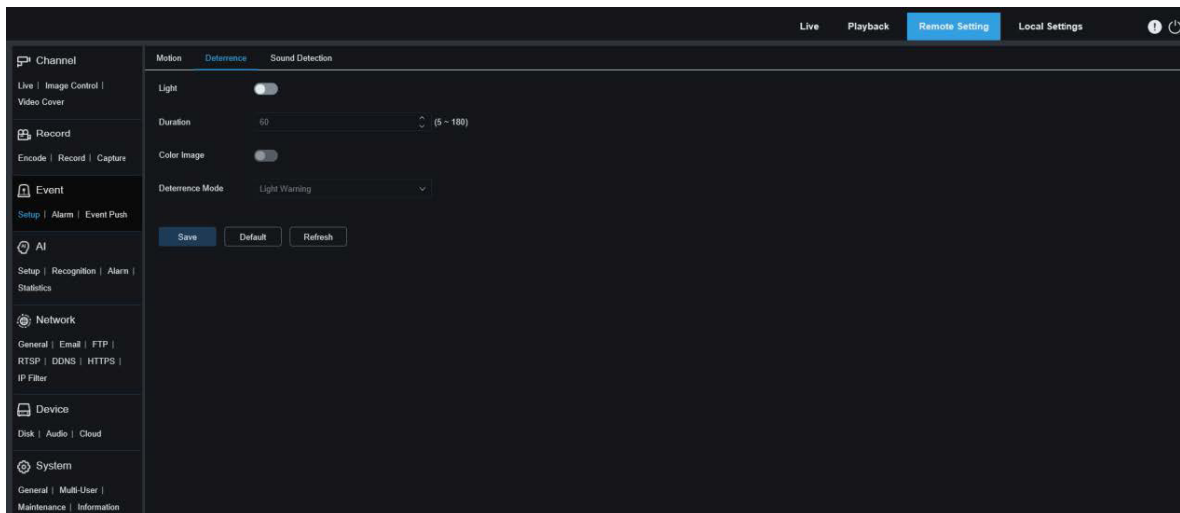 Live Playback Remote Setting Local Settings
Channel
Live | Image Control |
Video Cover
Record
Encode | Record | Capture
Event
Setup | Alarm | Event Push
AI
Setup | Recognition | Alarm |
Statistics
Network
General | Email | FTP |
RTSP | DDNS | HTTPS |
IP Filter
Device
Disk | Audio | Cloud
System
General | Multi-User |
Maintenance | Information
Motion Deterrence Sound Detection
Light
Duration 60 (5 ~ 180)
Color Image
Deterrence Mode Light Warning
Save Default Refresh